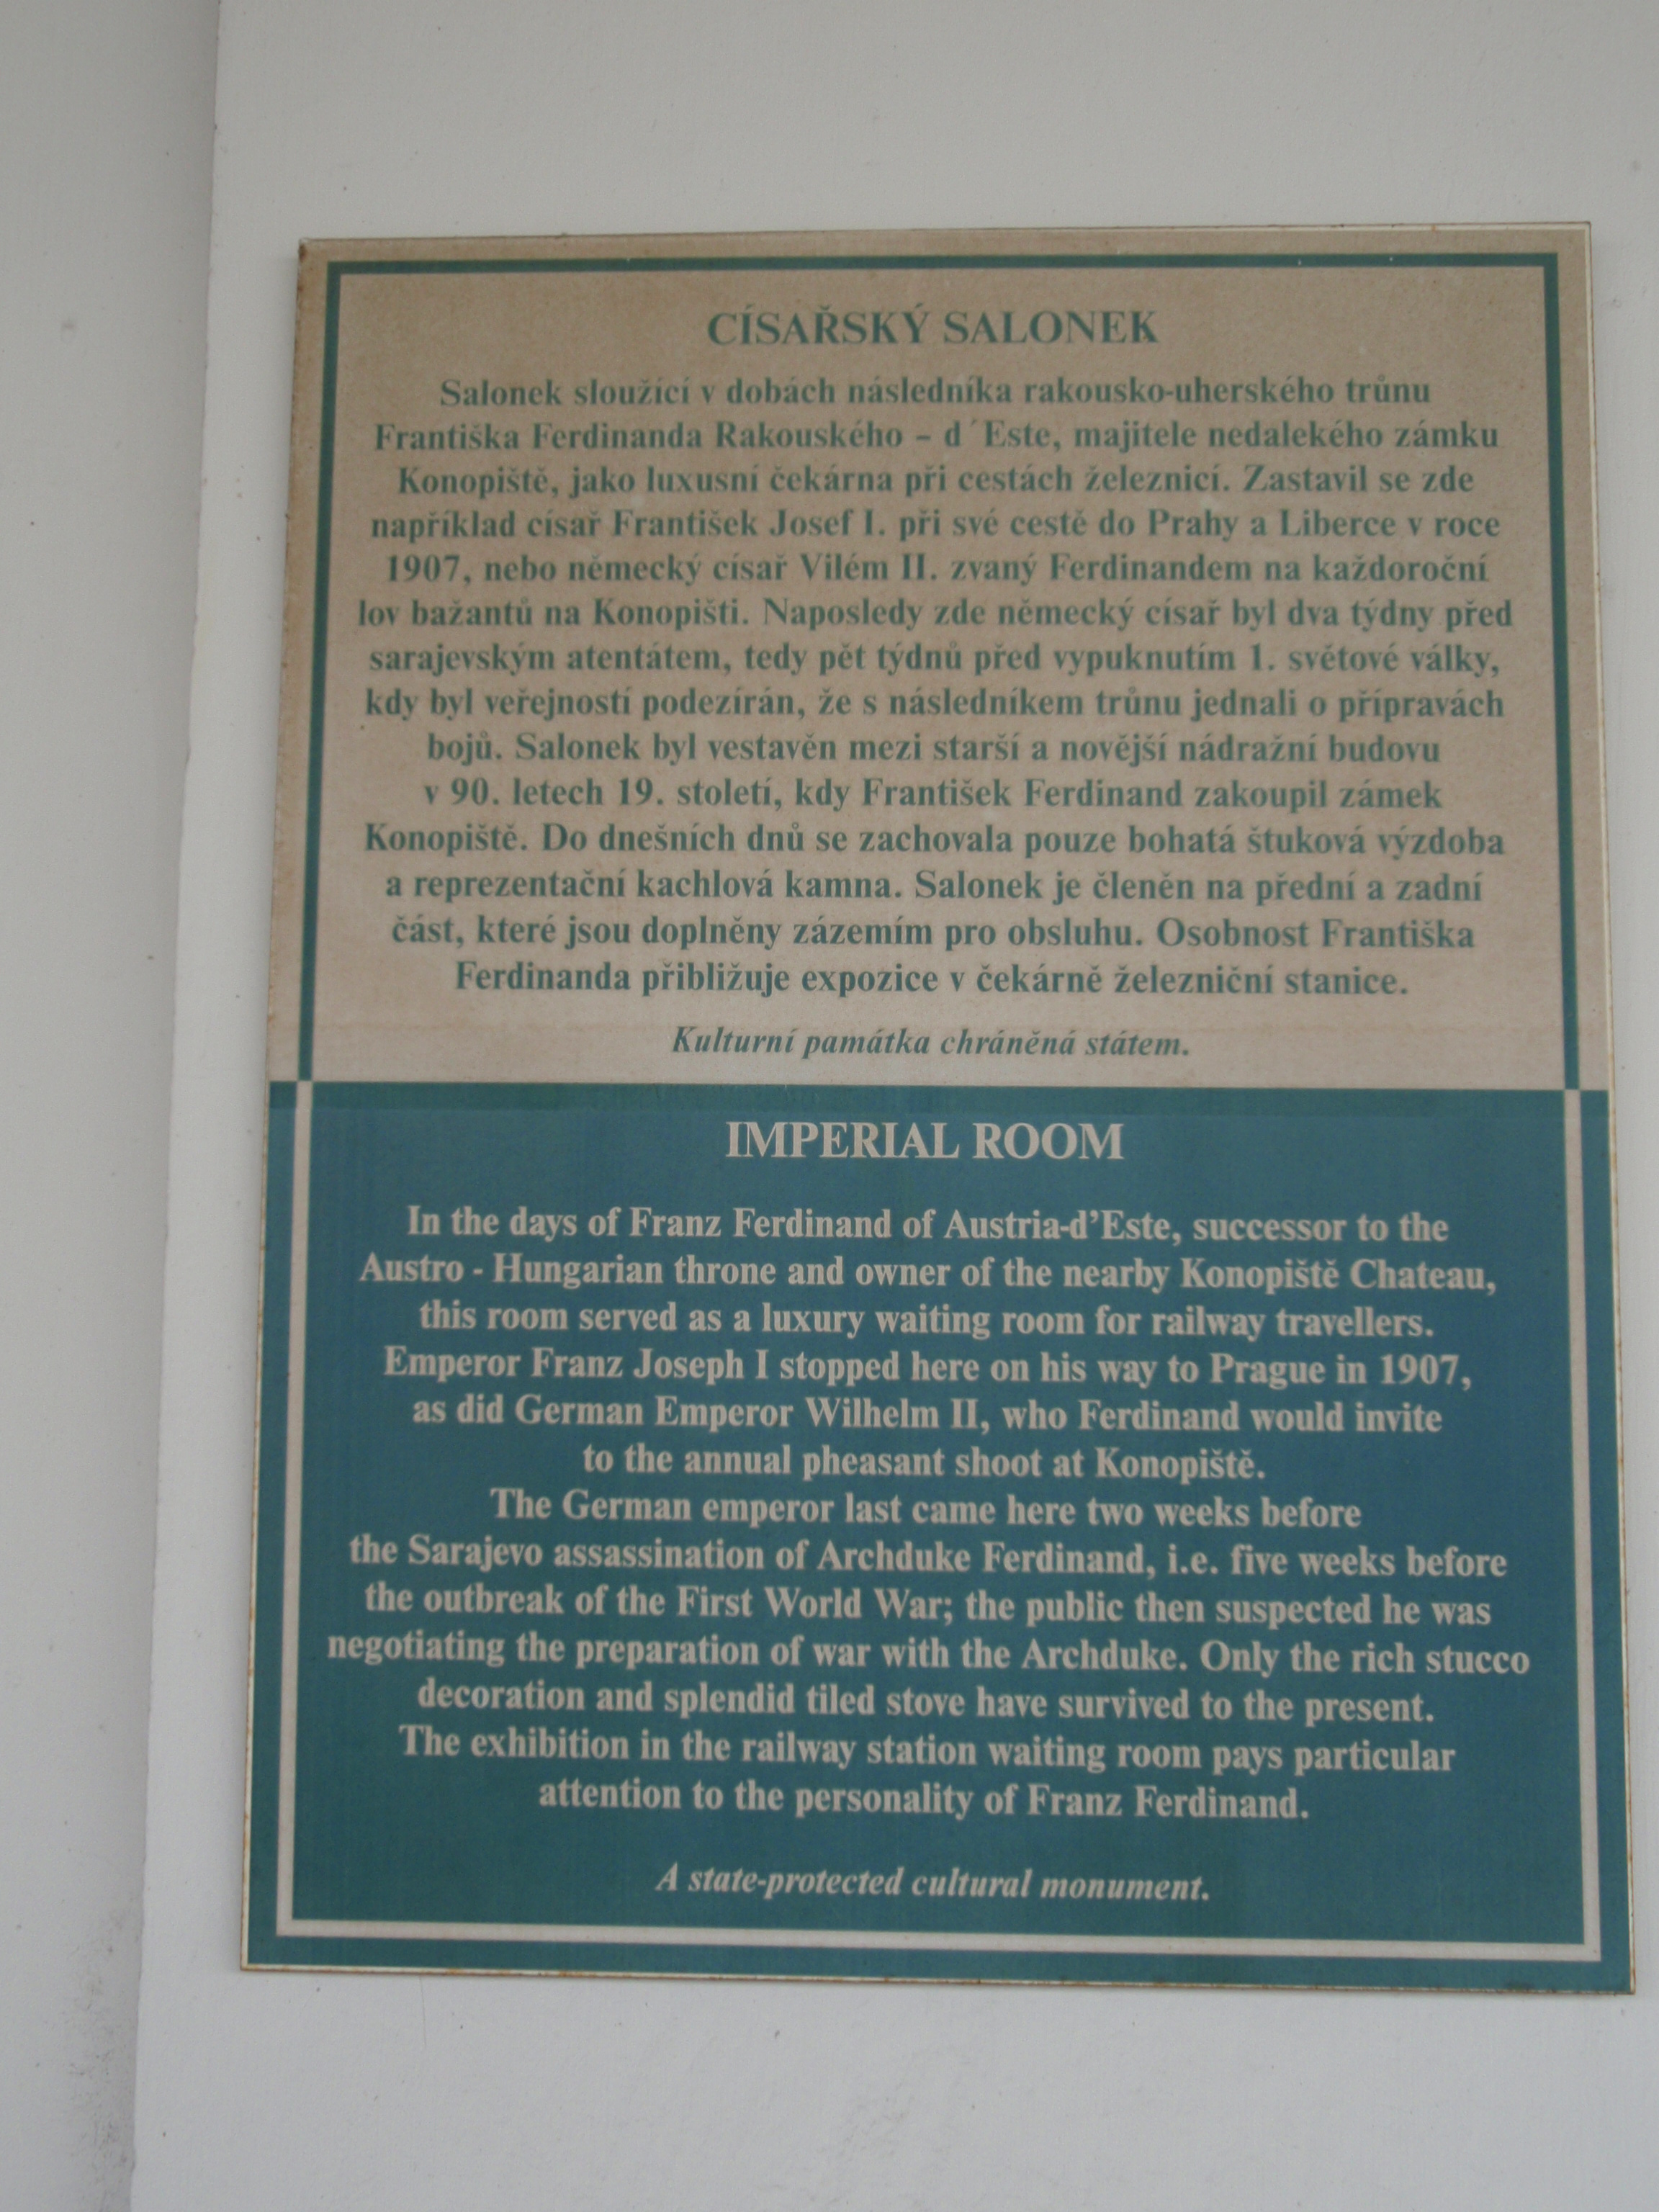 CÍSAŘSKÝ SALONEK
Salonek sloužící v dobách následníka rakousko-uherského trůnu
Františka Ferdinanda Rakouského – d´Este, majitele nedalekého zámku
Konopiště, jako luxusní čekárna při cestách železnicí. Zastavil se zde
například císař František Josef I. při své cestě do Prahy a Liberce v roce
1907, nebo německý císař Vilém II. zvaný Ferdinandem na každoroční
lov bažantů na Konopišti. Naposledy zde německý císař byl dva týdny před
sarajevským atentátem, tedy pět týdnů před vypuknutím 1. světové války,
kdy byl veřejností podezírán, že s následníkem trůnu jednali o přípravách
bojů. Salonek byl vestavěn mezi starší a novější nádražní budovu
v 90. letech 19. století, kdy František Ferdinand zakoupil zámek
Konopiště. Do dnešních dnů se zachovala pouze bohatá štuková výzdoba
a reprezentační kachlová kamna. Salonek je členěn na přední a zadní
část, které jsou doplněny zázemím pro obsluhu. Osobnost Františka
Ferdinanda přibližuje expozice v čekárně železniční stanice.
Kulturní památka chráněná státem.
IMPERIAL ROOM
In the days of Franz Ferdinand of Austria-d’Este, successor to the
Austro - Hungarian throne and owner of the nearby Konopiště Chateau,
this room served as a luxury waiting room for railway travellers.
Emperor Franz Joseph I stopped here on his way to Prague in 1907,
as did German Emperor Wilhelm II, who Ferdinand would invite
to the annual pheasant shoot at Konopiště.
The German emperor last came here two weeks before
the Sarajevo assassination of Archduke Ferdinand, i.e. five weeks before
the outbreak of the First World War; the public then suspected he was
negotiating the preparation of war with the Archduke. Only the rich stucco
decoration and splendid tiled stove have survived to the present.
The exhibition in the railway station waiting room pays particular
attention to the personality of Franz Ferdinand.
A state-protected cultural monument.